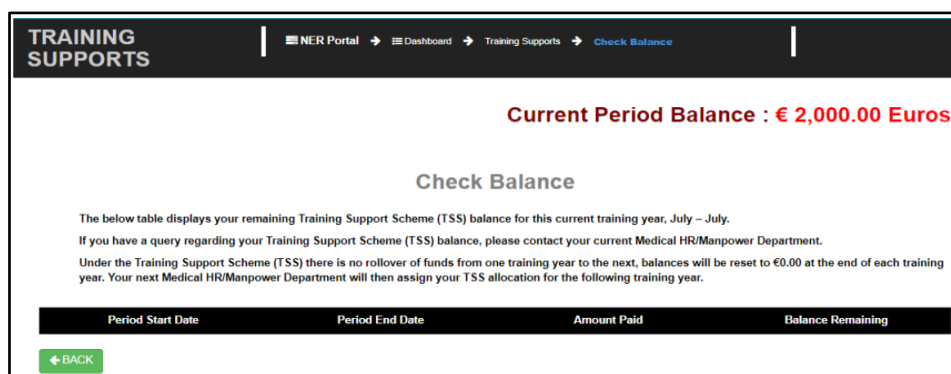 TRAINING
SUPPORTS
NER Portal Dashboard Training Supports Check Balance
Current Period Balance : € 2,000.00 Euros
Check Balance
The below table displays your remaining Training Support Scheme (TSS) balance for this current training year, July – July.
If you have a query regarding your Training Support Scheme (TSS) balance, please contact your current Medical HR/Manpower Department.
Under the Training Support Scheme (TSS) there is no rollover of funds from one training year to the next, balances will be reset to €0.00 at the end of each training
year. Your next Medical HR/Manpower Department will then assign your TSS allocation for the following training year.
Period Start Date Period End Date Amount Paid Balance Remaining
BACK